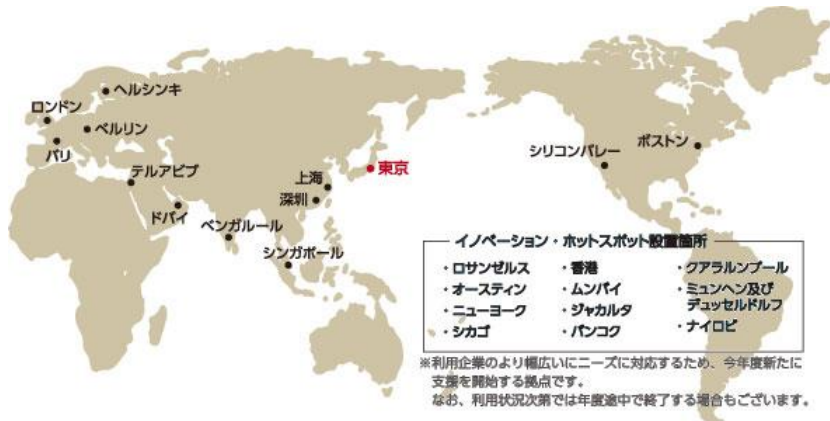 ヘルシンキ
ロンドン
ベルリン
パリ
テルアビブ
ドバイ
上海
深圳
東京
ベンガルール
シンガポール
シリコンバレー
ボストン
イノベーション・ホットスポット設置箇所
・ロサンゼルス
・オースティン
・ニューヨーク
・シカゴ
・香港
・ムンバイ
・ジャカルタ
・バンコク
・クアラルンプール
・ミュンヘン及び
デュッセルドルフ
・ナイロビ
※利用企業のより幅広いにニーズに対応するため、今年度新たに
支援を開始する拠点です。
なお、利用状況次第では年度途中で終了する場合もございます。